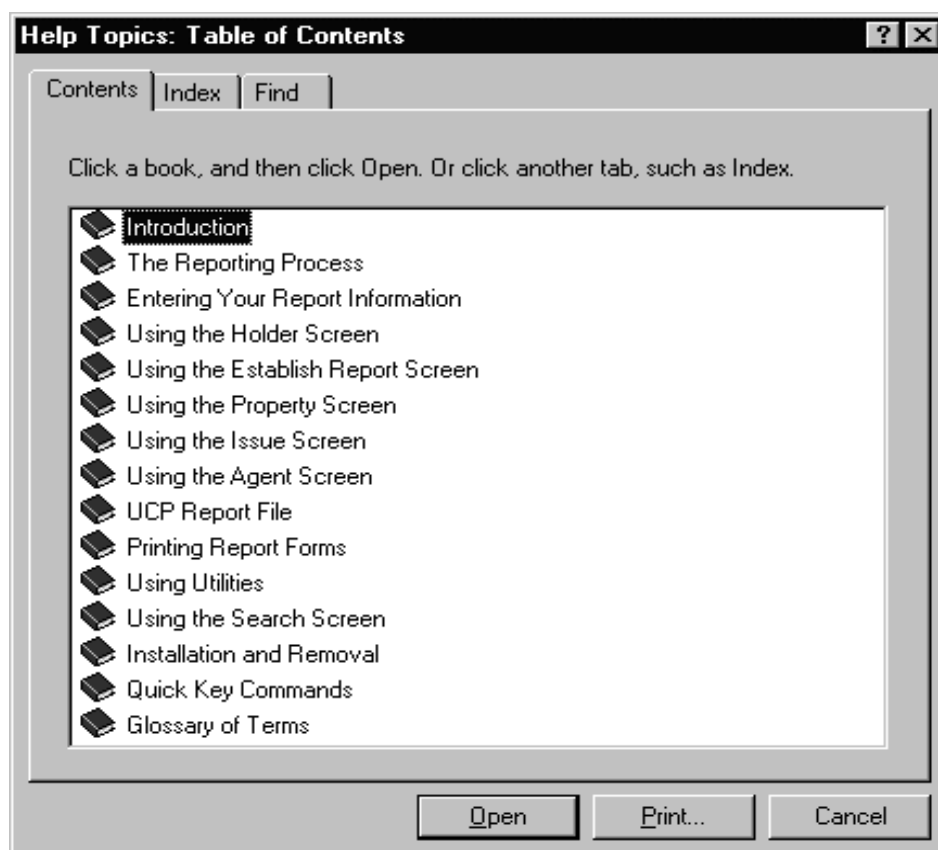 Help Topics: Table of Contents
Contents Index Find
Click a book, and then click Open. Or click another tab, such as Index.
Introduction
The Reporting Process
Entering Your Report Information
Using the Holder Screen
Using the Establish Report Screen
Using the Property Screen
Using the Issue Screen
Using the Agent Screen
UCP Report File
Printing Report Forms
Using Utilities
Using the Search Screen
Installation and Removal
Quick Key Commands
Glossary of Terms
Open Print... Cancel